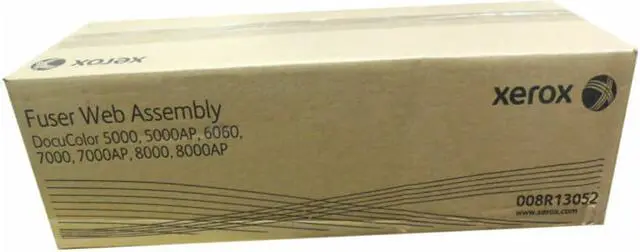 xerox
Fuser Web Assembly
DocuColor 5000, 5000AP, 6060,
7000, 7000AP, 8000, 8000AP
xerox
008R13052
www.xerox.com